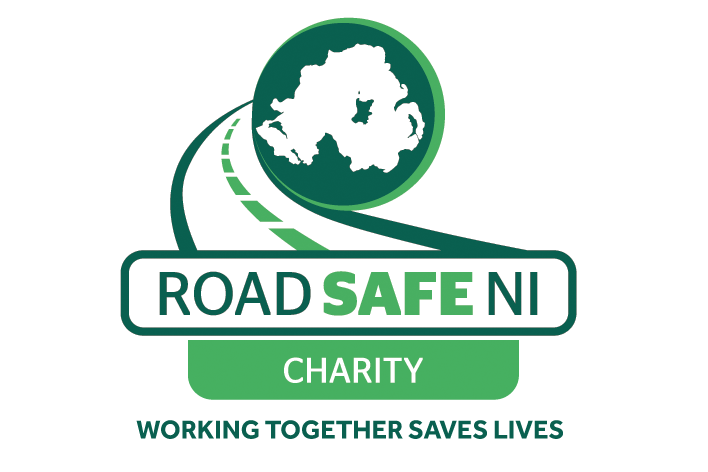 ROAD SAFE NI
CHARITY
WORKING TOGETHER SAVES LIVES